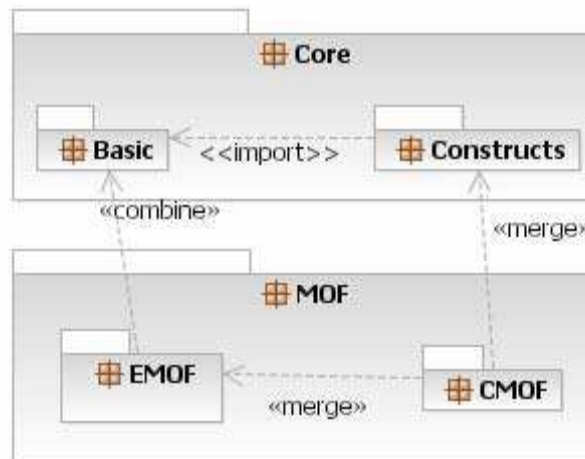 Core
Basic
<<import>>
Constructs
«combine»
«merge»
MOF
EMOF
«merge»
CMOF